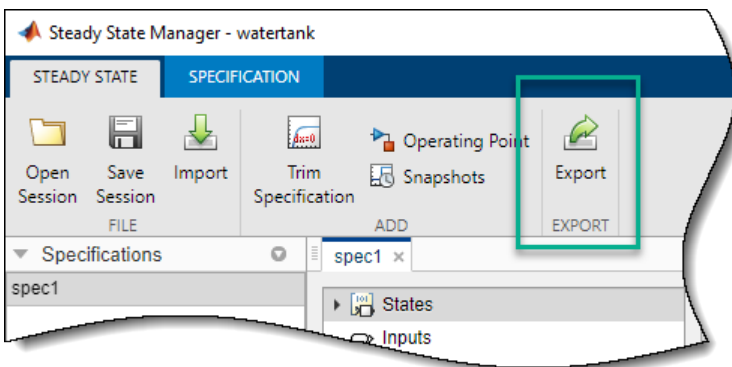 Steady State Manager - watertank
STEADY STATE SPECIFICATION
Operating Point
Open Save Import Trim Snapshots Export
Session Session Specification
FILE ADD EXPORT
Specifications spec1
spec1
States
Inputs